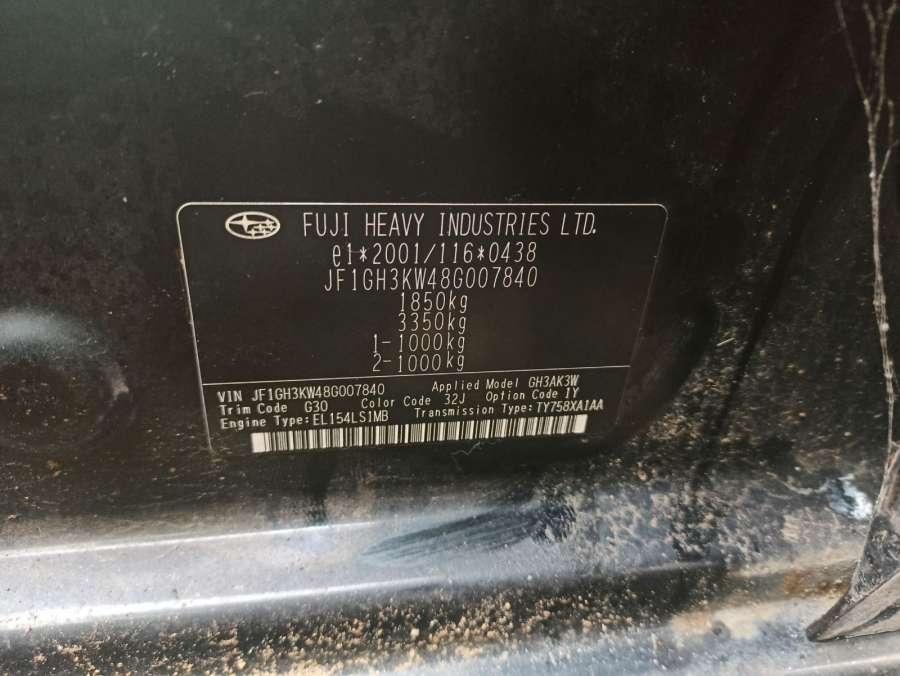 FUJI HEAVY INDUSTRIES LTD.
e1*2001/116*0438
JF1GH3KW48G007840
1850kg
3350kg
1-1000kg
2-1000kg
VIN JF1GH3KW48G007840 Applied Model GH3AK3W
Trim Code G30 Color Code 32J Option Code 1Y
Engine Type:EL154LS1MB Transmission Type:TY758XA1AA